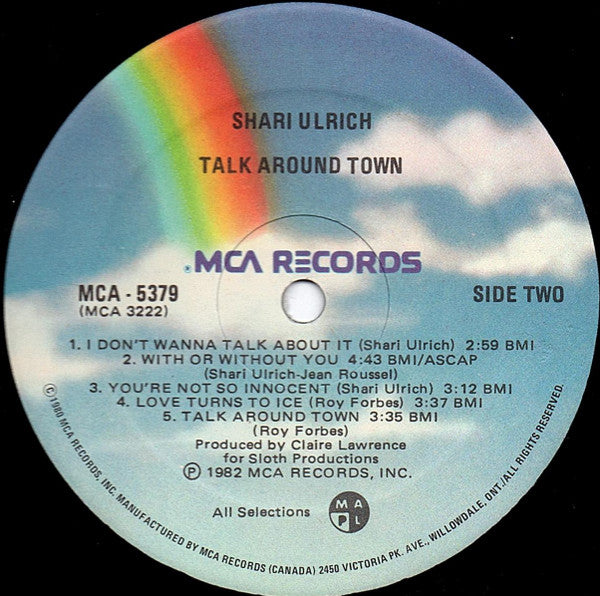 SHARI ULRICH
TALK AROUND TOWN
® MCA RECORDS
MCA - 5379
(MCA 3222)
SIDE TWO
1. I DON'T WANNA TALK ABOUT IT (Shari Ulrich) 2:59 BMI
2. WITH OR WITHOUT YOU 4:43 BMI/ASCAP
(Shari Ulrich-Jean Roussel)
3. YOU'RE NOT SO INNOCENT (Shari Ulrich) 3:12 BMI
4. LOVE TURNS TO ICE (Roy Forbes) 3:37 BMI
5. TALK AROUND TOWN 3:35 BMI
(Roy Forbes)
Produced by Claire Lawrence
for Sloth Productions
℗ 1982 MCA RECORDS, INC.
All Selections
M A
P L
© 1980 MCA RECORDS, INC. MANUFACTURED BY MCA RECORDS (CANADA) 2450 VICTORIA PK. AVE., WILLOWDALE, ONT./ALL RIGHTS RESERVED.